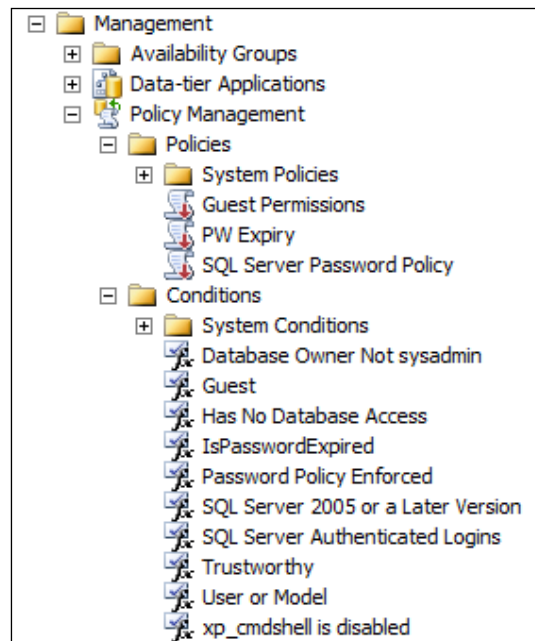 Management
Availability Groups
Data-tier Applications
Policy Management
Policies
System Policies
Guest Permissions
PW Expiry
SQL Server Password Policy
Conditions
System Conditions
Database Owner Not sysadmin
Guest
Has No Database Access
IsPasswordExpired
Password Policy Enforced
SQL Server 2005 or a Later Version
SQL Server Authenticated Logins
Trustworthy
User or Model
xp_cmdshell is disabled